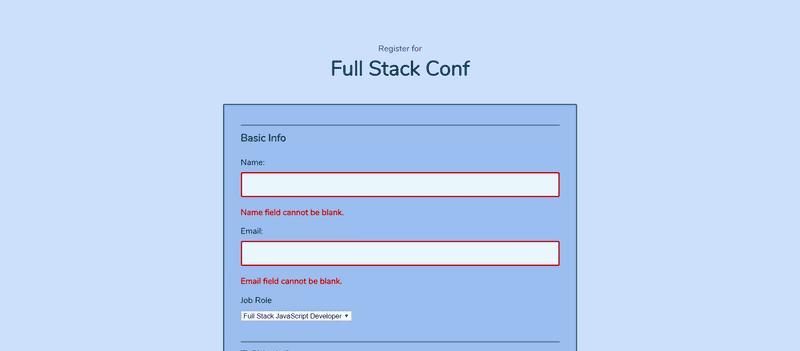 Register for
Full Stack Conf
Basic Info
Name:
Name field cannot be blank.
Email:
Email field cannot be blank.
Job Role
Full Stack JavaScript Developer